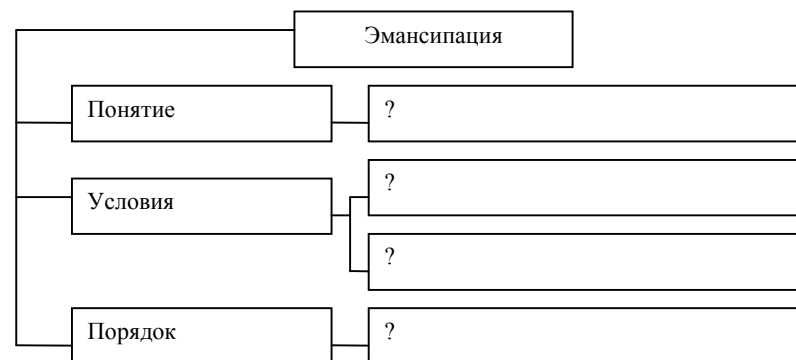 Эмансипация
Понятие
?
Условия
?
?
Порядок
?